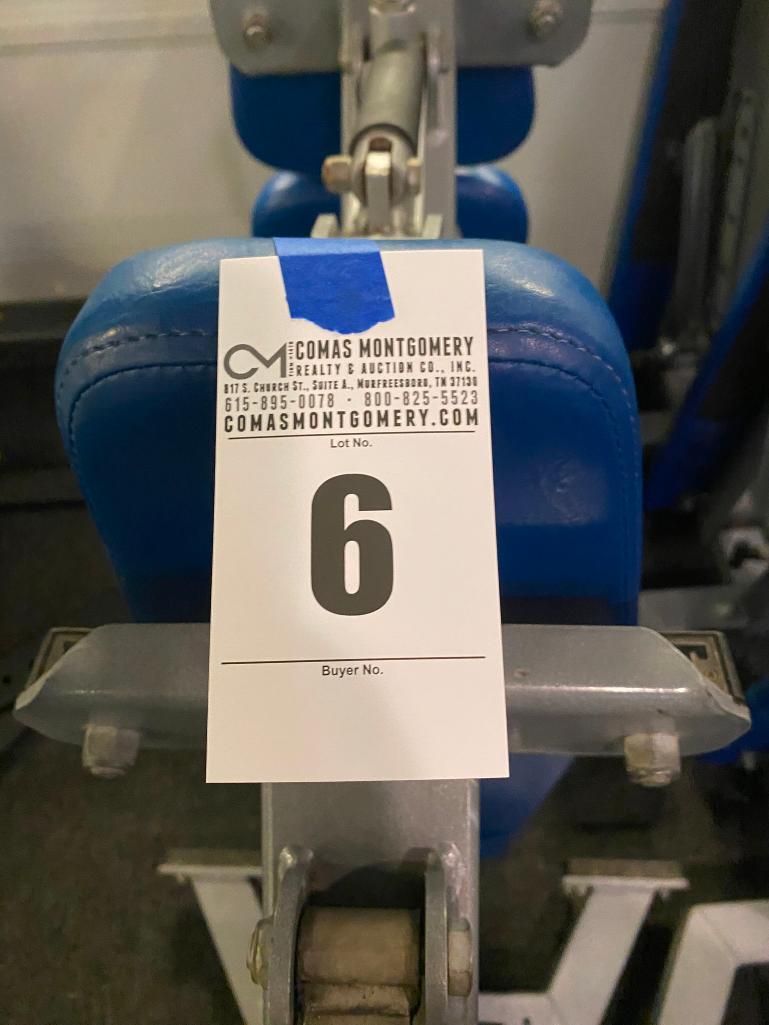 CM
COMAS MONTGOMERY
REALTY & AUCTION CO., INC.
817 S. CHURCH ST., SUITE A., MURFREESBORO, TN 37130
615-895-0078 · 800-825-5523
COMASMONTGOMERY.COM
Lot No.
6
Buyer No.